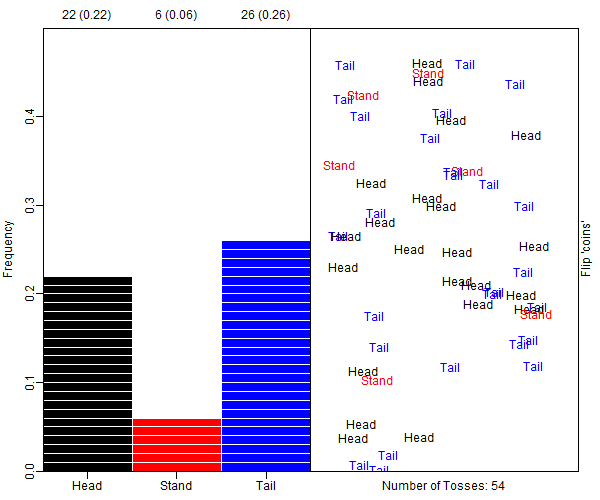 22 (0.22) 6 (0.06) 26 (0.26)
Frequency
0.4
0.3
0.2
0.1
0.0
Head Stand Tail
Tail Head Tail
Stand
Head Tail
Stand
Tail
Tail Tail
Head
Tail Head
Stand Tail Stand
Tail
Head Tail
Head
Tail Head Tail
Head
Tail Head
Head Head Head
Head Tail
Head Head
Tail Tail Head
Head Tail
Head
Tail Stand
Tail Tail
Tail
Head Tail Tail
Stand
Head
Head Head
Tail
Tail
Tail
Flip 'coins'
Number of Tosses: 54